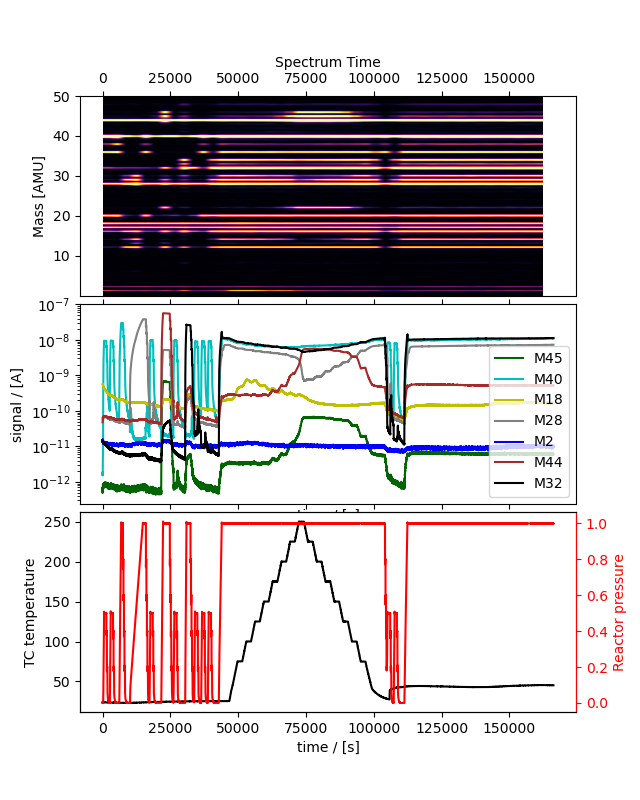 Spectrum Time
0 25000 50000 75000 100000 125000 150000
50
40
30
20
10
Mass [AMU]
10⁻⁷
10⁻⁸
10⁻⁹
10⁻¹⁰
10⁻¹¹
10⁻¹²
signal / [A]
M45
M40
M18
M28
M2
M44
M32
250
200
150
100
50
TC temperature
1.0
0.8
0.6
0.4
0.2
0.0
Reactor pressure
0 25000 50000 75000 100000 125000 150000
time / [s]